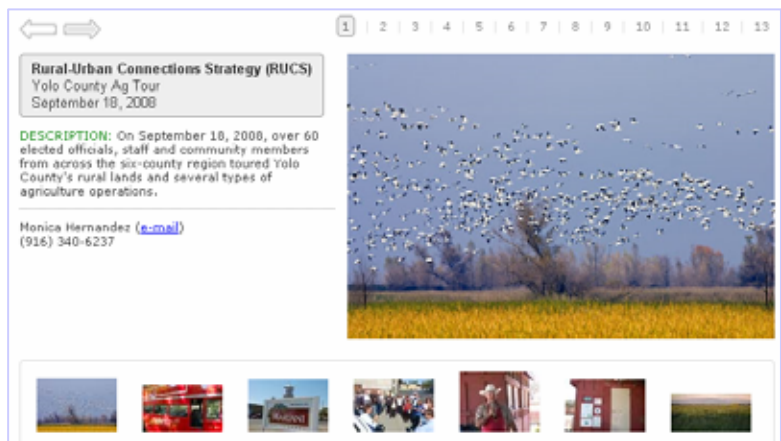 1 | 2 | 3 | 4 | 5 | 6 | 7 | 8 | 9 | 10 | 11 | 12 | 13
Rural-Urban Connections Strategy (RUCS)
Yolo County Ag Tour
September 18, 2008
DESCRIPTION: On September 18, 2008, over 60
elected officials, staff and community members
from across the six-county region toured Yolo
County's rural lands and several types of
agriculture operations.
Monica Hernandez (e-mail)
(916) 340-6237